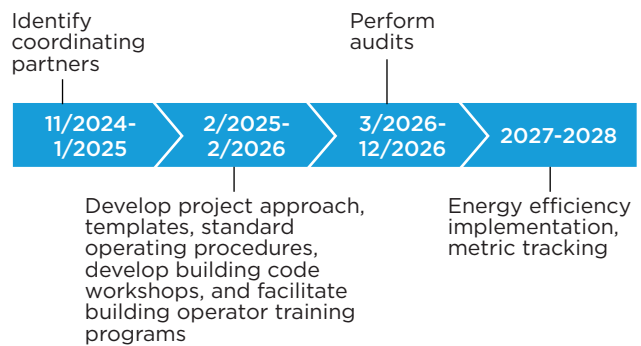 Identify
coordinating
partners
Perform
audits
11/2024-
1/2025
2/2025-
2/2026
3/2026-
12/2026
2027-2028
Develop project approach,
templates, standard
operating procedures,
develop building code
workshops, and facilitate
building operator training
programs
Energy efficiency
implementation,
metric tracking